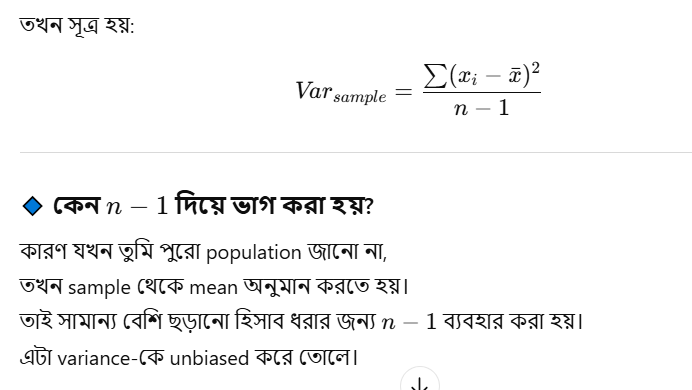 তখন সূত্র হয়:
Var_sample = ∑(x_i − x̄)² / (n − 1)
কেন n − 1 দিয়ে ভাগ করা হয়?
কারণ যখন তুমি পুরো population জানো না,
তখন sample থেকে mean অনুমান করতে হয়।
তাই সামান্য বেশি ছড়ানো হিসাব ধরার জন্য n − 1 ব্যবহার করা হয়।
এটা variance-কে unbiased করে তোলে।